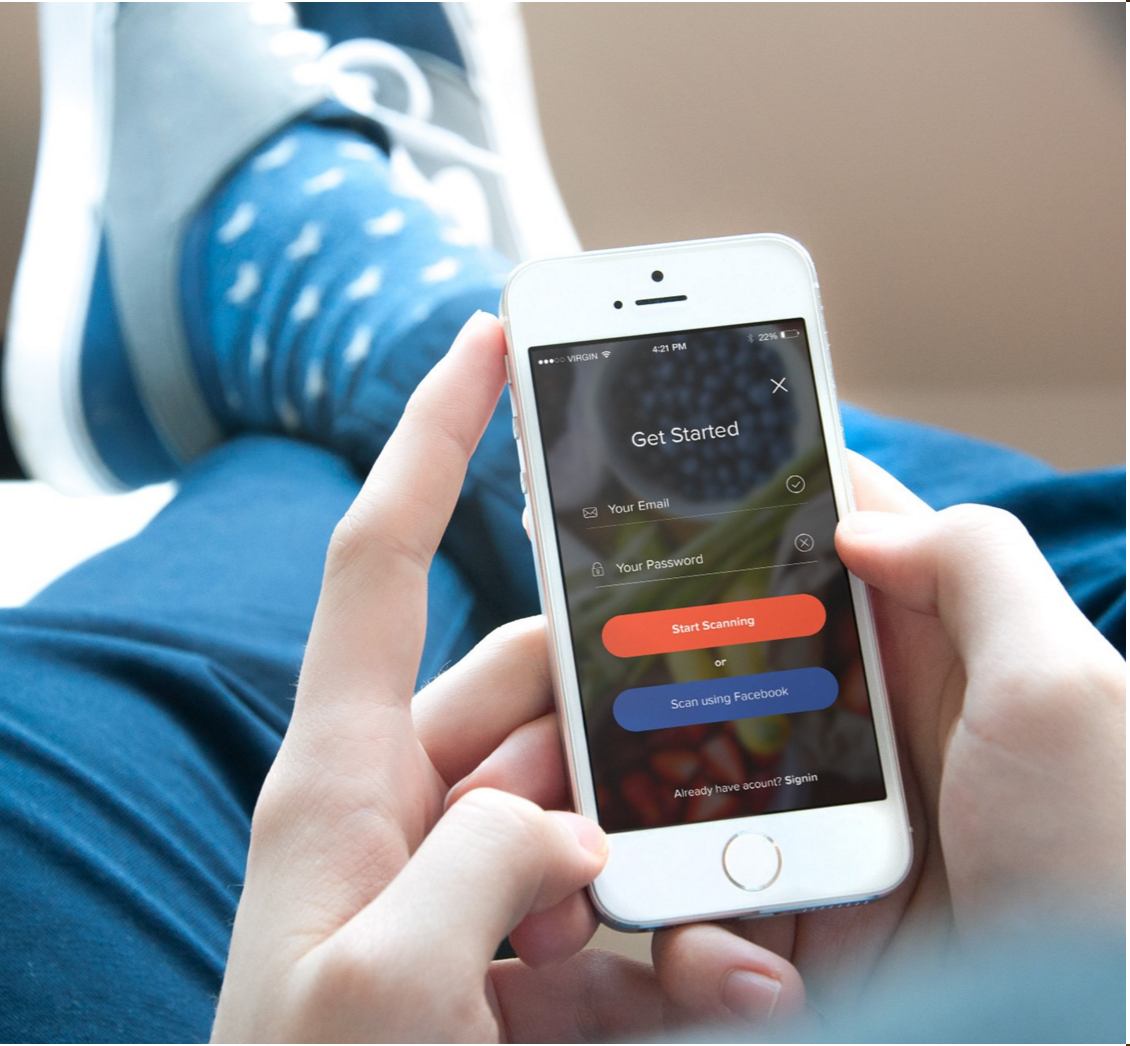 VIRGIN 4:21 PM 22%
Get Started
Your Email
Your Password
Start Scanning
or
Scan using Facebook
Already have acount? Signin